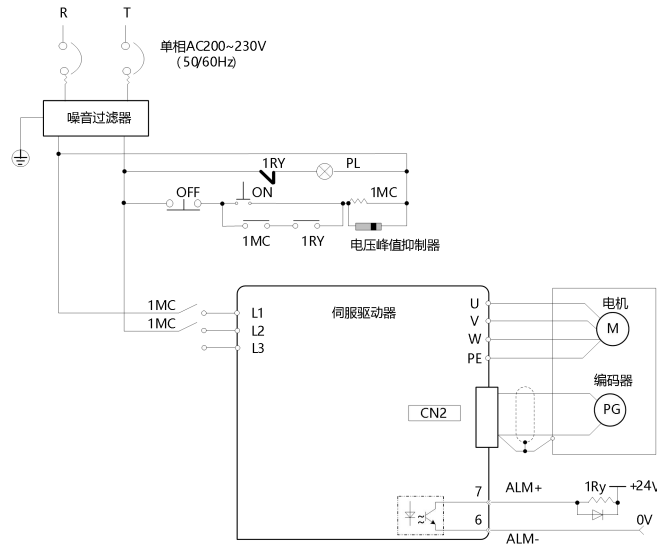 R T
单相AC200~230V
(50/60Hz)
噪音过滤器
1RY PL
OFF ON 1MC
1MC 1RY 电压峰值抑制器
1MC L1 伺服驱动器 U 电机
1MC L2 V M
L3 W
PE
编码器
CN2 PG
7 ALM+ 1Ry +24V
6 0V
ALM-